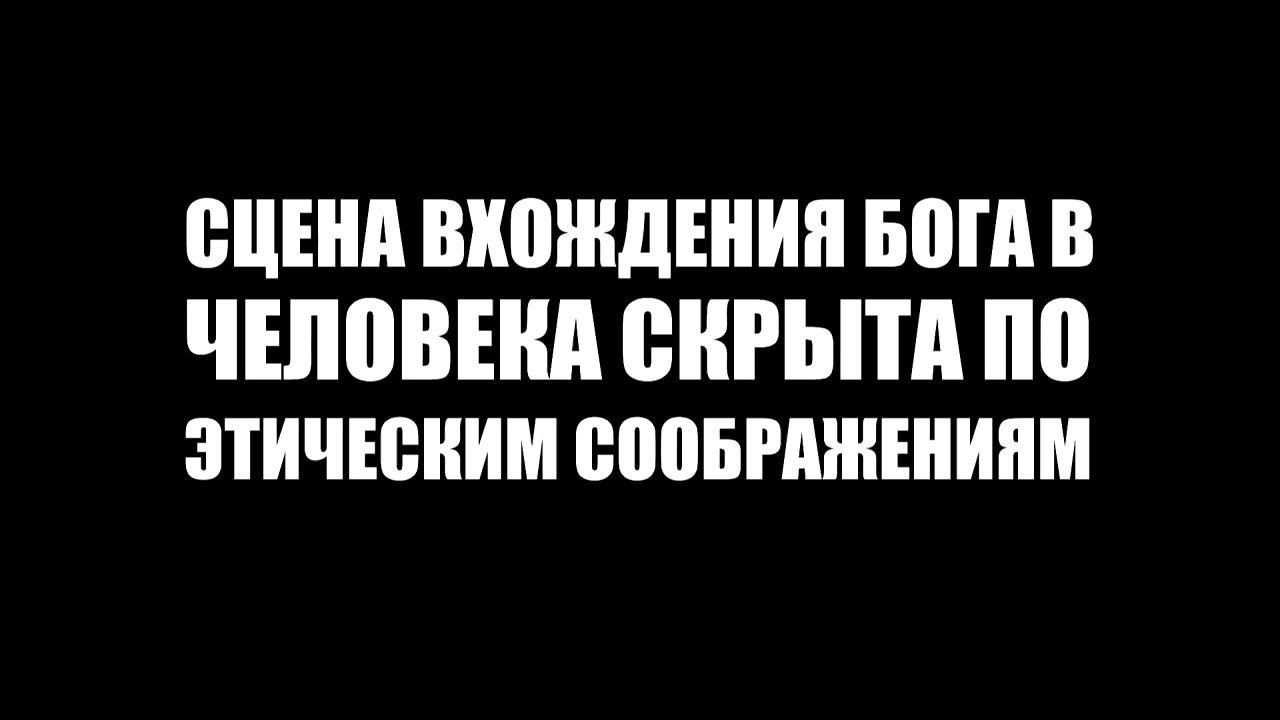 СЦЕНА ВХОЖДЕНИЯ БОГА В
ЧЕЛОВЕКА СКРЫТА ПО
ЭТИЧЕСКИМ СООБРАЖЕНИЯМ